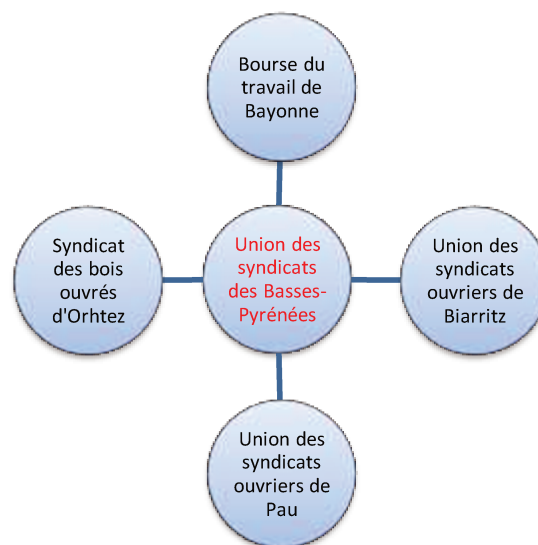 Bourse du
travail de
Bayonne
Syndicat
des bois
ouvrés
d'Orhtez
Union des
syndicats
des Basses-
Pyrénées
Union des
syndicats
ouvriers de
Biarritz
Union des
syndicats
ouvriers de
Pau